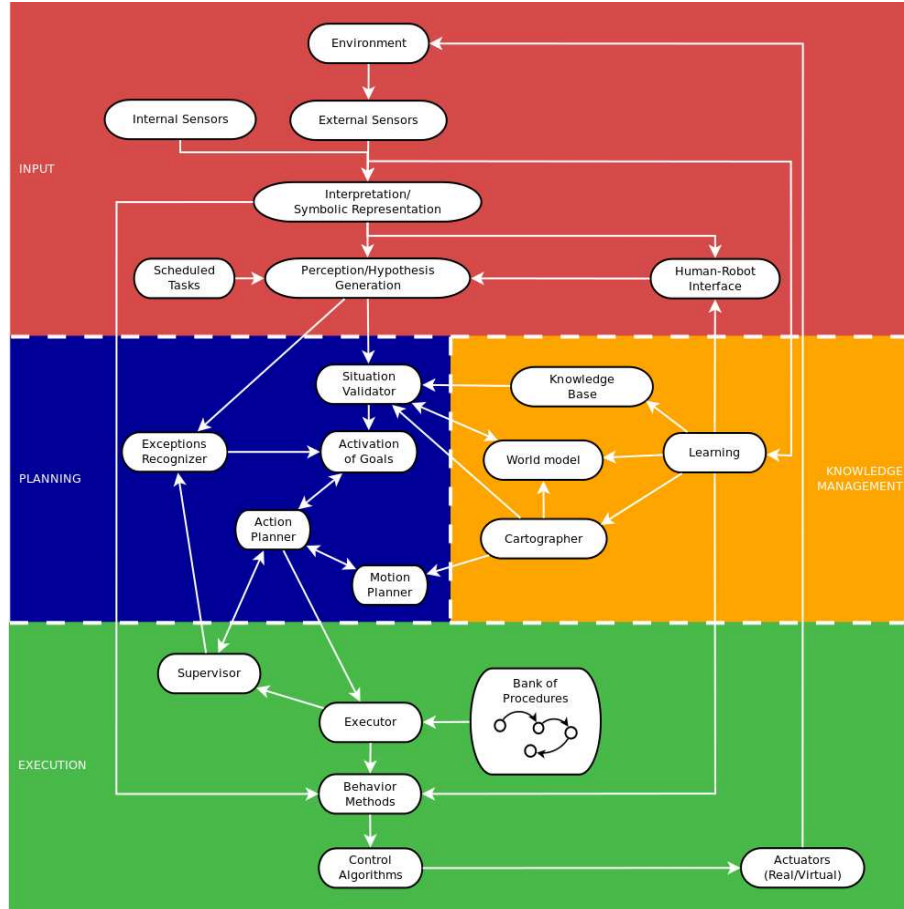 Environment
Internal Sensors
External Sensors
INPUT
Interpretation/
Symbolic Representation
Scheduled
Tasks
Perception/Hypothesis
Generation
Human-Robot
Interface
Situation
Validator
Knowledge
Base
Exceptions
Recognizer
Activation
of Goals
World model
Learning
PLANNING
KNOWLEDGE
MANAGEMENT
Action
Planner
Cartographer
Motion
Planner
Supervisor
Bank of
Procedures
Executor
EXECUTION
Behavior
Methods
Control
Algorithms
Actuators
(Real/Virtual)